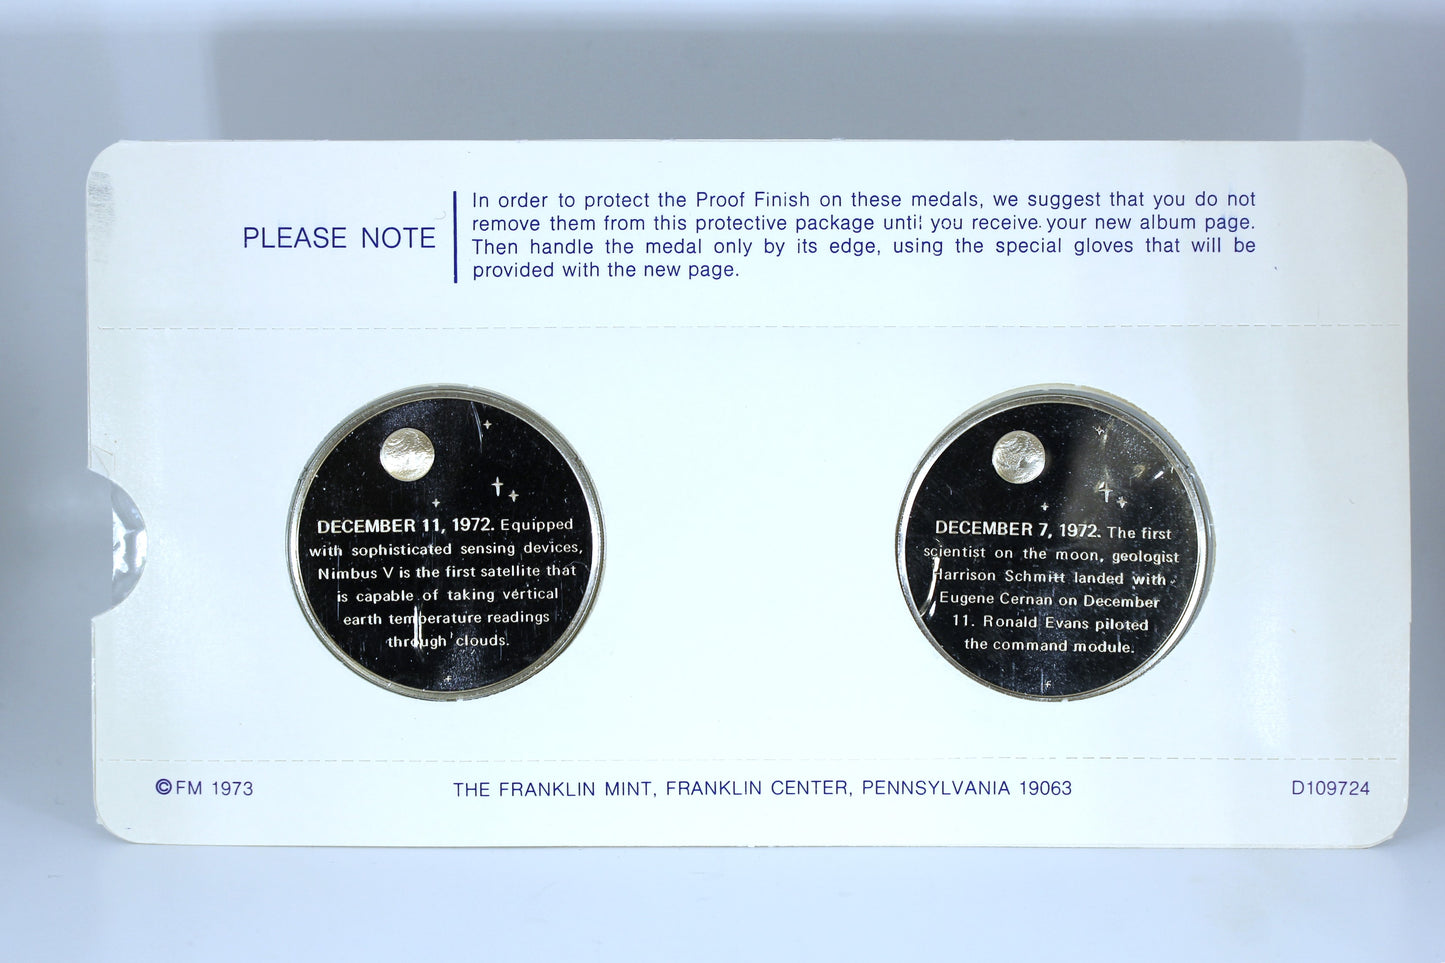 PLEASE NOTE
In order to protect the Proof Finish on these medals, we suggest that you do not
remove them from this protective package until you receive your new album page.
Then handle the medal only by its edge, using the special gloves that will be
provided with the new page.
DECEMBER 11, 1972. Equipped
with sophisticated sensing devices,
Nimbus V is the first satellite that
is capable of taking vertical
earth temperature readings
through clouds.
DECEMBER 7, 1972. The first
scientist on the moon, geologist
Harrison Schmitt landed with
Eugene Cernan on December
11. Ronald Evans piloted
the command module.
©FM 1973
THE FRANKLIN MINT, FRANKLIN CENTER, PENNSYLVANIA 19063
D109724